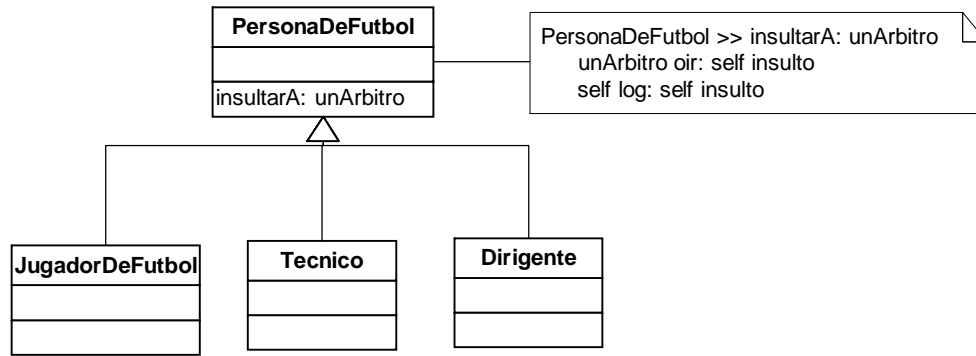 PersonaDeFutbol
insultarA: unArbitro
PersonaDeFutbol >> insultarA: unArbitro
unArbitro oir: self insulto
self log: self insulto
JugadorDeFutbol
Tecnico
Dirigente